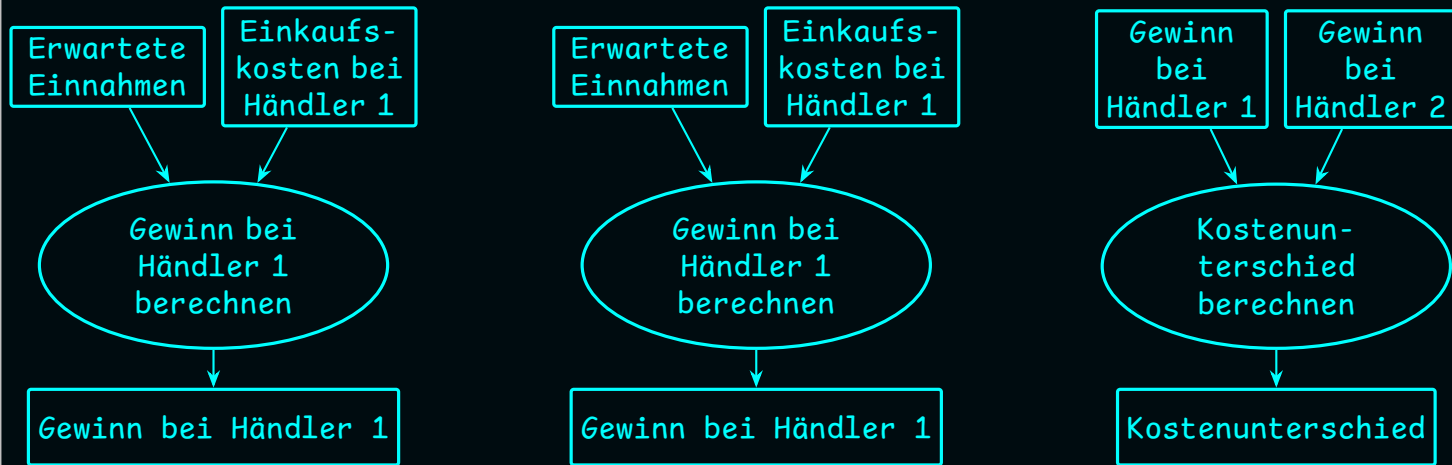 Erwartete
Einnahmen
Einkaufs-
kosten bei
Händler 1
Gewinn bei
Händler 1
berechnen
Gewinn bei Händler 1
Erwartete
Einnahmen
Einkaufs-
kosten bei
Händler 1
Gewinn bei
Händler 1
berechnen
Gewinn bei Händler 1
Gewinn
bei
Händler 1
Gewinn
bei
Händler 2
Kostenun-
terschied
berechnen
Kostenunterschied